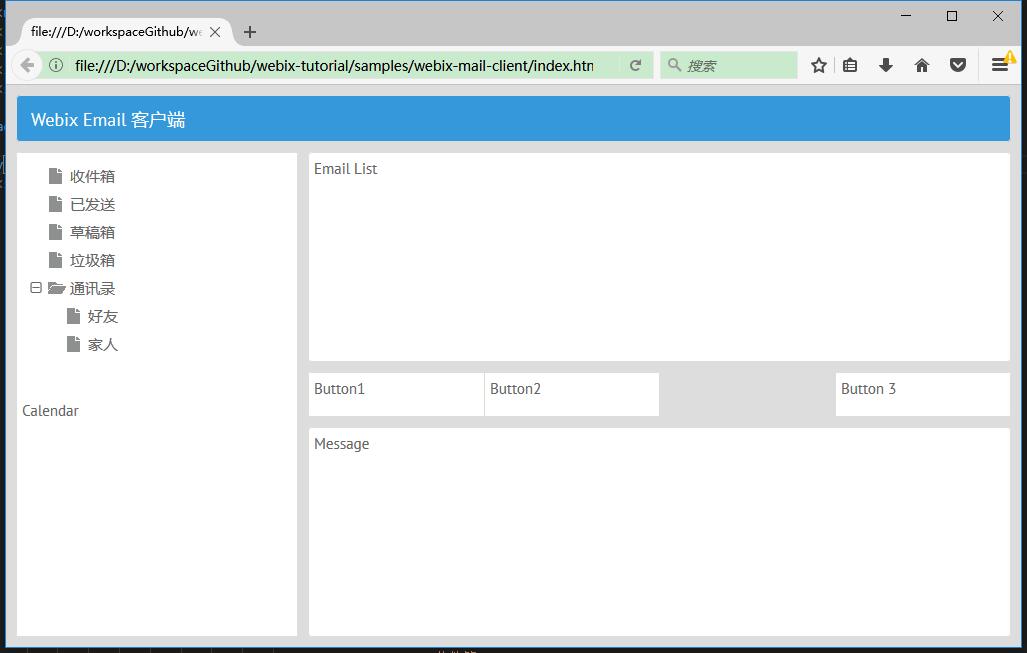 file:///D:/workspaceGithub/we
file:///D:/workspaceGithub/webix-tutorial/samples/webix-mail-client/index.htm
搜索
Webix Email 客户端
收件箱
已发送
草稿箱
垃圾箱
通讯录
好友
家人
Calendar
Email List
Button1
Button2
Button 3
Message